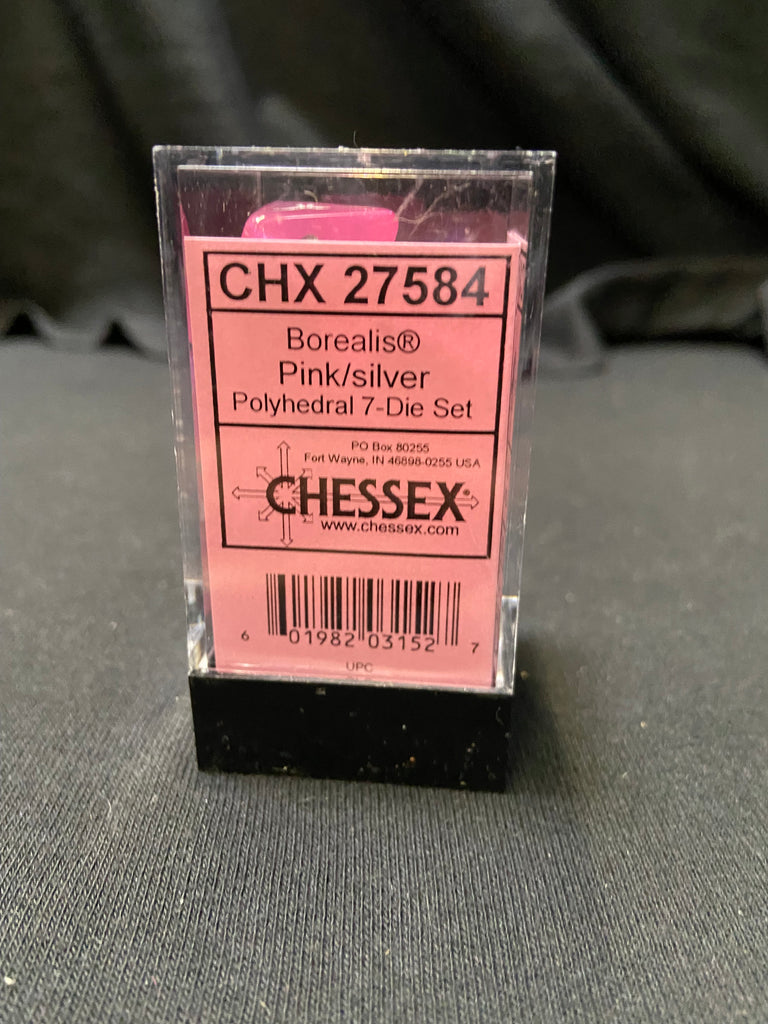 CHX 27584
Borealis®
Pink/silver
Polyhedral 7-Die Set
PO Box 80255
Fort Wayne, IN 46898-0255 USA
CHESSEX®
www.chessex.com
6 01982 03152 7
UPC